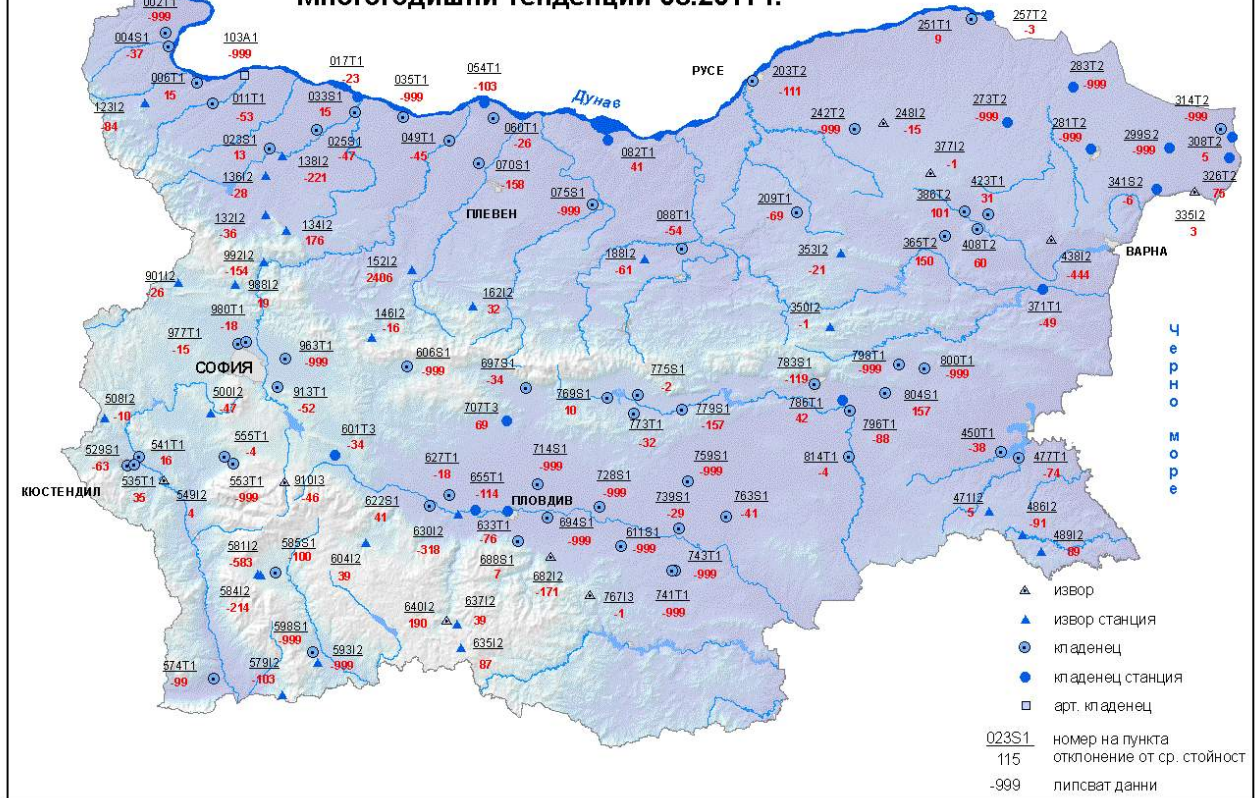 Многогодишни тенденции 08.2011 г.
002T1
-999
004S1
-37
103A1
-999
017T1
-23
035T1
-999
054T1
-103
006T1
15
011T1
-53
033S1
15
123I2
-84
023S1
13
025S1
-47
049T1
-45
060T1
-26
138I2
-221
136I2
-28
070S1
-158
075S1
-999
082T1
41
132I2
-36
134I2
176
088T1
-54
992I2
-154
152I2
2406
188I2
-61
901I2
-26
988I2
19
162I2
32
980T1
-18
146I2
-16
977T1
-15
963T1
-999
606S1
-999
697S1
-34
775S1
-2
913T1
-52
769S1
10
773T1
-32
779S1
-157
508I2
-10
500I2
-47
707T3
69
529S1
-63
541T1
16
555T1
-4
601T3
-34
535T1
35
549I2
4
553T1
-999
910I3
-46
627T1
-18
655T1
-114
714S1
-999
728S1
-999
759S1
-999
622S1
41
630I2
-318
633T1
-76
694S1
-999
611S1
-999
739S1
-29
763S1
-41
581I2
-583
585S1
100
604I2
39
688S1
7
682I2
-171
743T1
-999
741T1
-999
767I3
-1
584I2
-214
640I2
190
637I2
39
635I2
87
598S1
-999
593I2
-999
574T1
-99
579I2
-103
251T1
9
257T2
-3
203T2
-111
283T2
-999
242T2
999
248I2
-15
273T2
-999
281T2
-999
299S2
-999
314T2
-999
308T2
5
326T2
75
335I2
3
341S2
-6
377I2
-1
423T1
31
386T2
101
209T1
-69
365T2
150
408T2
60
353I2
-21
438I2
-444
371T1
-49
350I2
-1
783S1
-119
798T1
-999
800T1
-999
786T1
42
804S1
157
796T1
-88
814T1
-4
450T1
-38
477T1
-74
471I2
5
486I2
-91
489I2
89
Дунав
РУСЕ
ПЛЕВЕН
ВАРНА
СОФИЯ
КЮСТЕНДИЛ
ПЛОВДИВ
Черно море
извор
извор станция
кладенец
кладенец станция
арт. кладенец
023S1 номер на пункта
115 отклонение от ср. стойност
-999 липсват данни